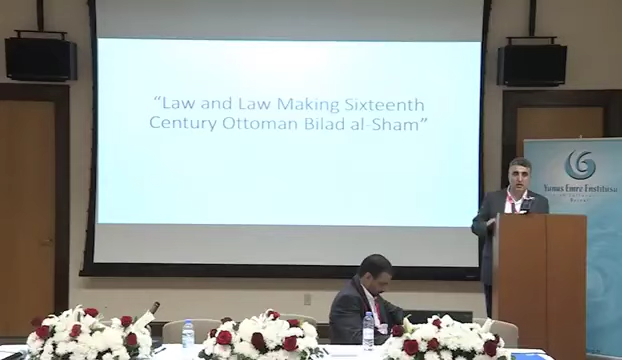 “Law and Law Making Sixteenth
Century Ottoman Bilad al-Sham”
Yunus Emre Enstitüsü